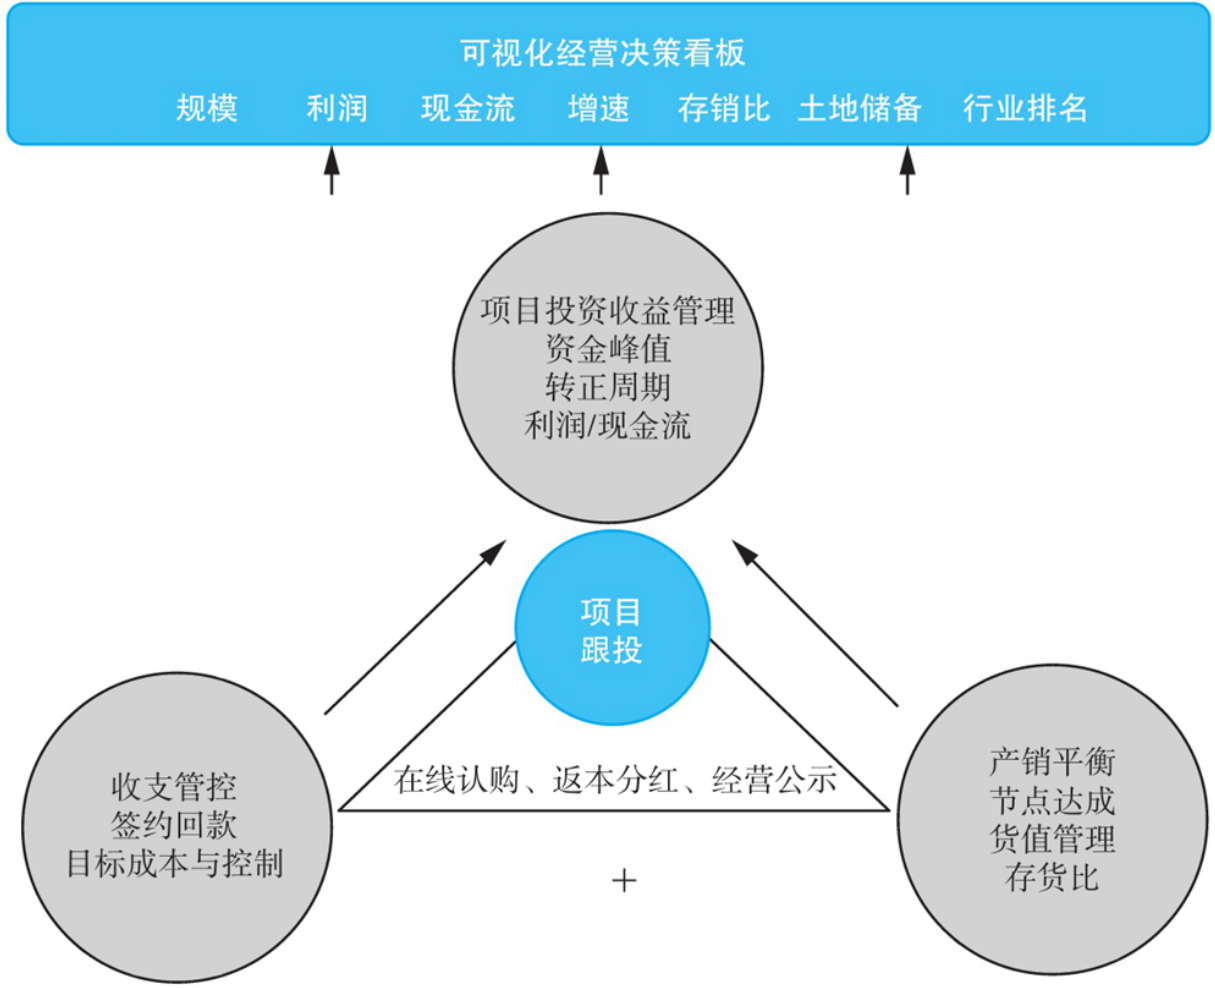 可视化经营决策看板
规模 利润 现金流 增速 存销比 土地储备 行业排名
项目投资收益管理
资金峰值
转正周期
利润/现金流
项目
跟投
在线认购、返本分红、经营公示
收支管控
签约回款
目标成本与控制
+
产销平衡
节点达成
货值管理
存货比